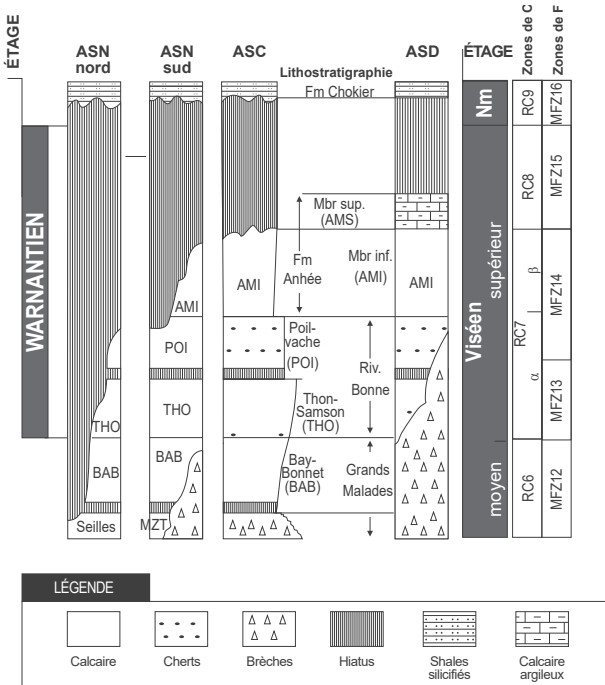 ÉTAGE
ASN
nord
ASN
sud
ASC
ASD
ÉTAGE
Zones de C
Zones de F
Lithostratigraphie
Fm Chokier
Nm
RC9
MFZ16
WARNANTIEN
Mbr sup.
(AMS)
Fm
Anhée
Mbr inf.
(AMI)
AMI
AMI
AMI
POI
Poil-
vache
(POI)
Riv.
Bonne
THO
THO
Thon-
Samson
(THO)
BAB
BAB
Bay-
Bonnet
(BAB)
Grands
Malades
Seilles
MZT
Viséen
supérieur
moyen
RC8
MFZ15
β
RC7
MFZ14
α
MFZ13
RC6
MFZ12
LÉGENDE
Calcaire
Cherts
Brèches
Hiatus
Shales
silicifiés
Calcaire
argileux